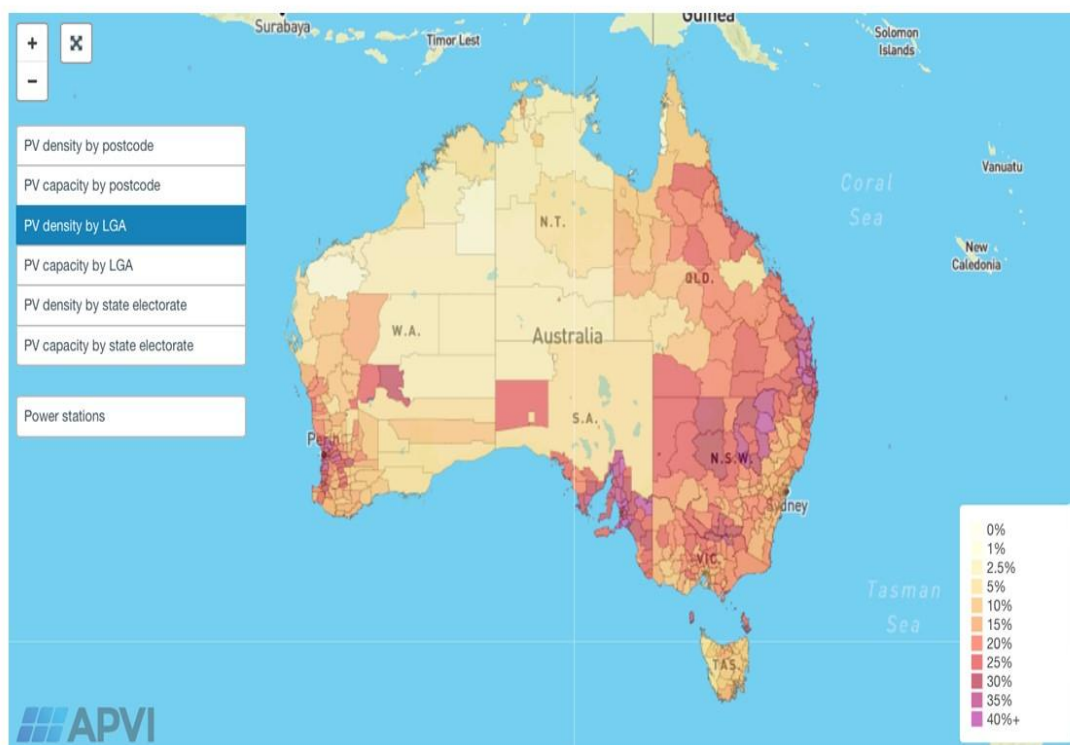 Surabaya
Timor Lest
Guinea
Solomon
Islands
+
−
PV density by postcode
PV capacity by postcode
PV density by LGA
PV capacity by LGA
PV density by state electorate
PV capacity by state electorate
Power stations
Coral
Sea
Vanuatu
New
Caledonia
N.T.
QLD.
W.A.
Australia
S.A.
Perth
N.S.W.
Sydney
VIC.
TAS.
Tasman
Sea
0%
1%
2.5%
5%
10%
15%
20%
25%
30%
35%
40%+
APVI